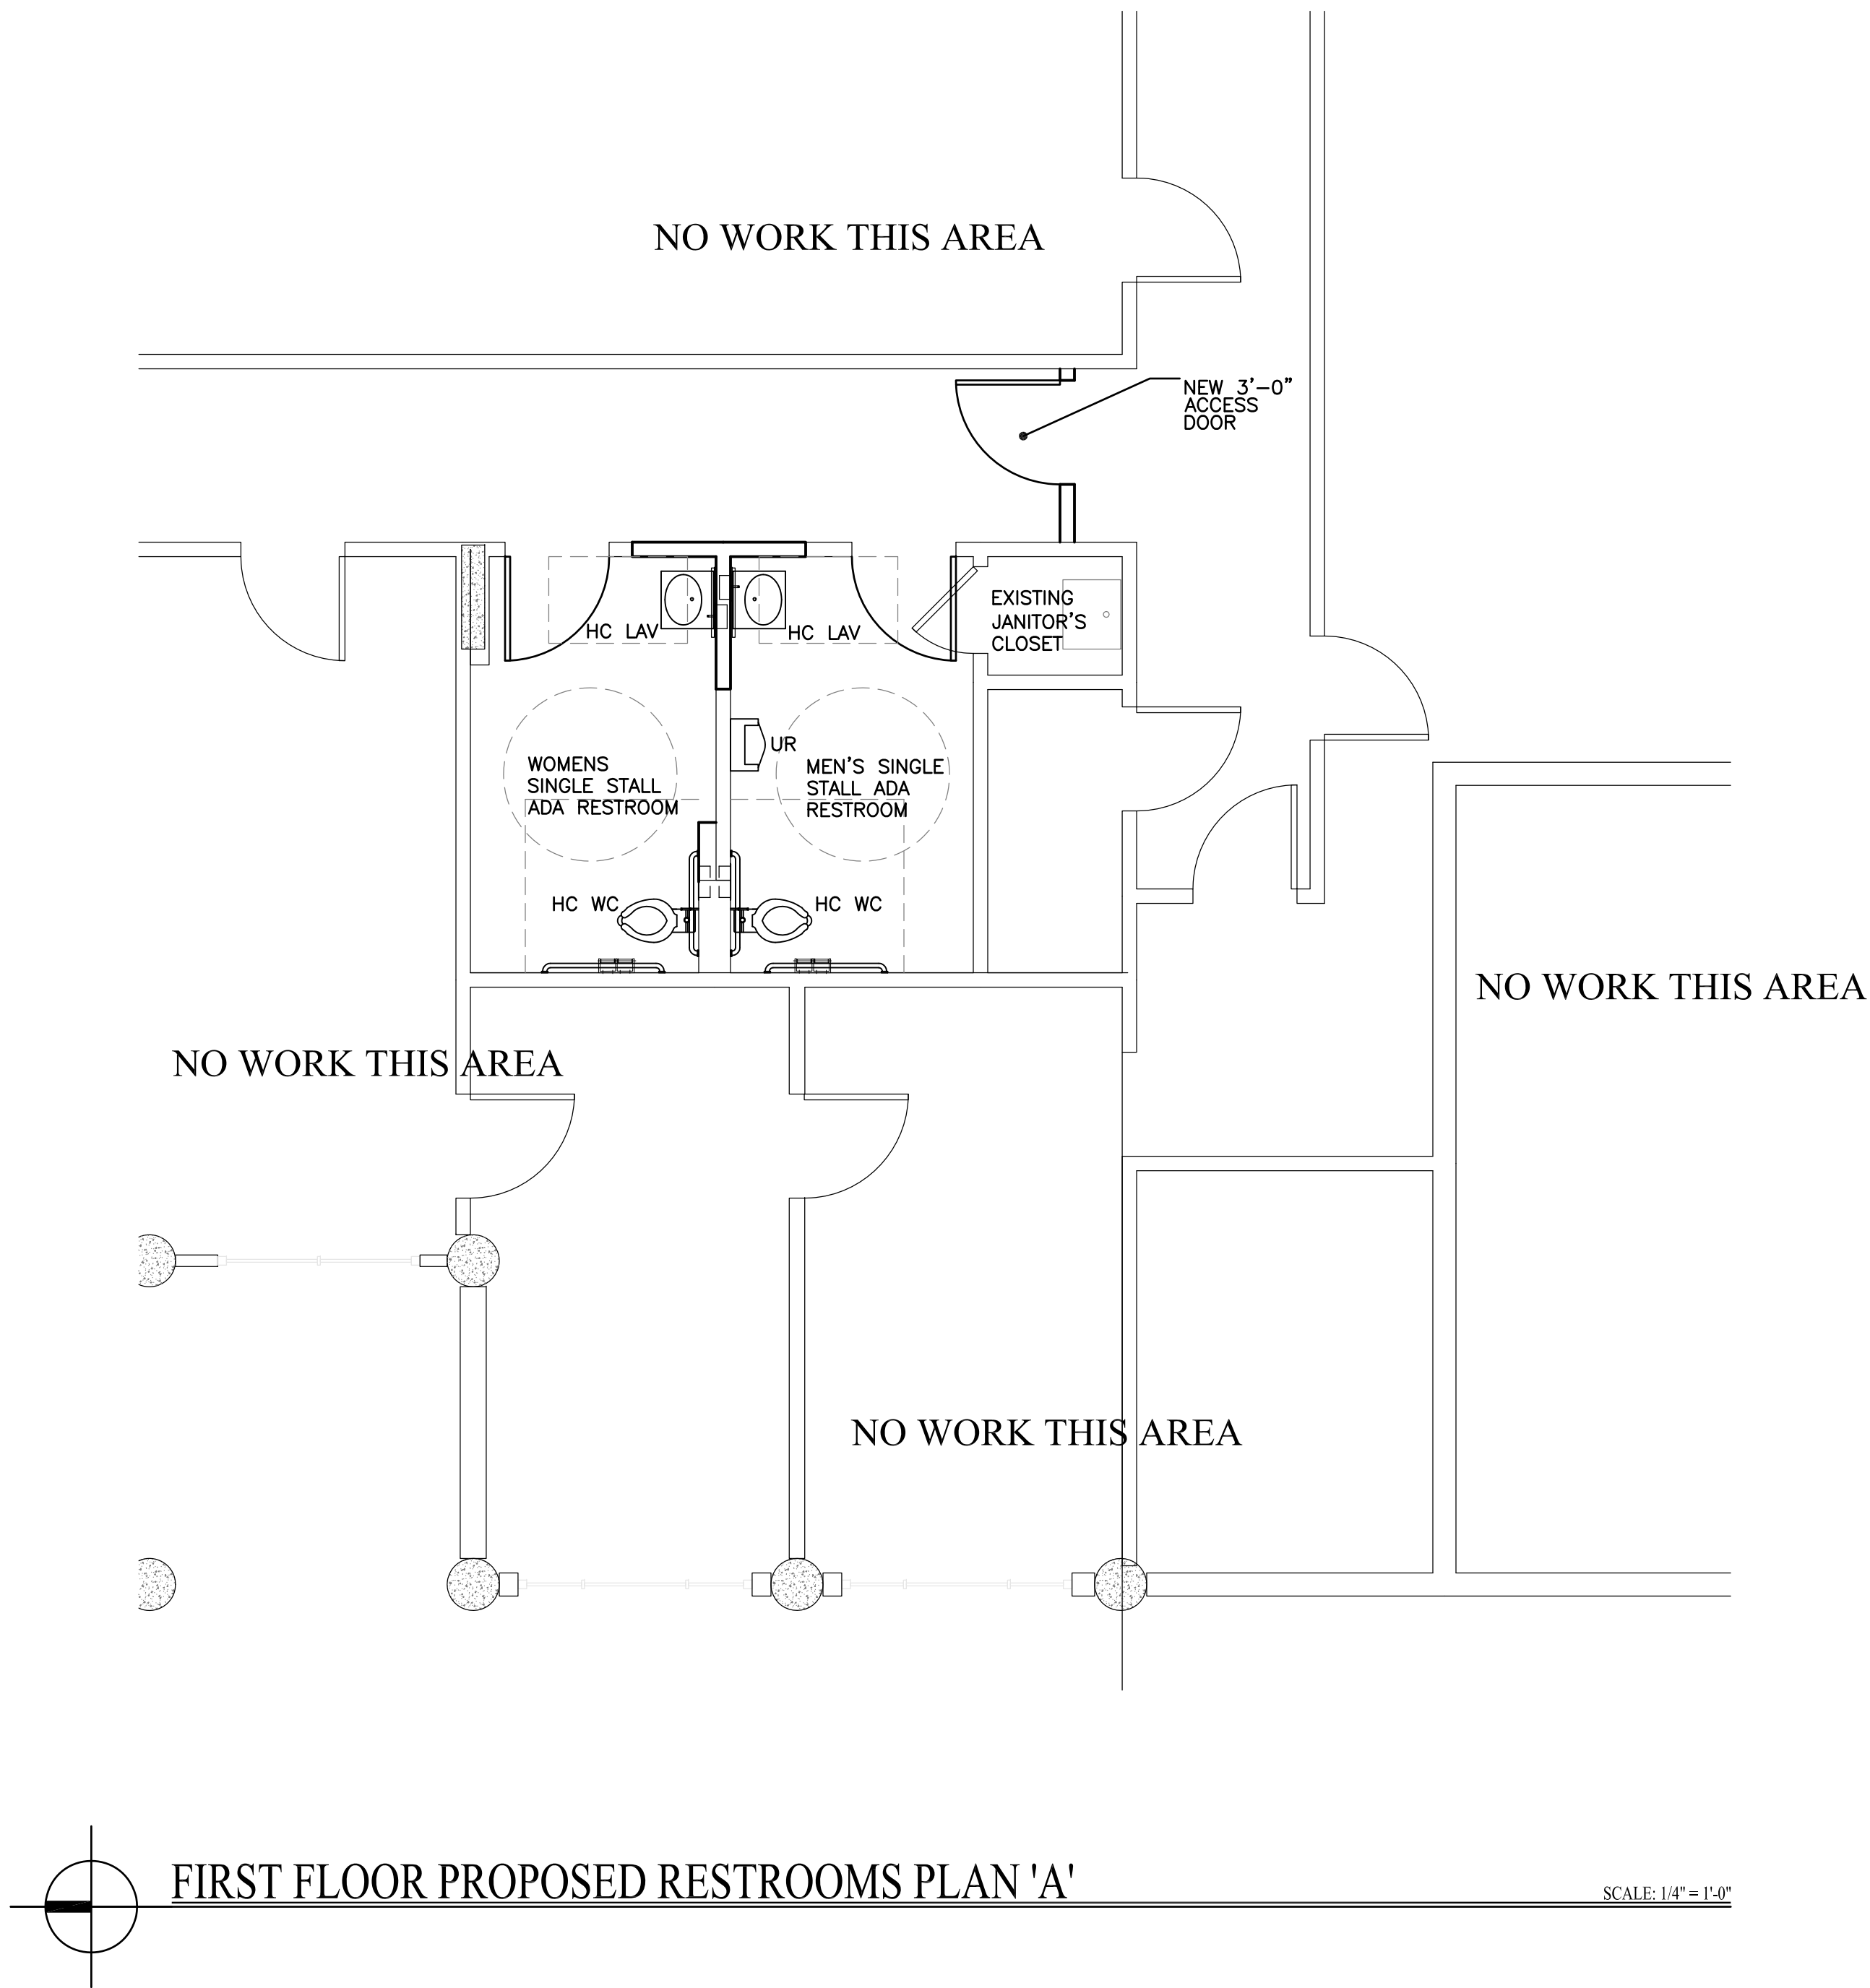 NO WORK THIS AREA
NEW 3'-0"
ACCESS
DOOR
EXISTING
JANITOR'S
CLOSET
HC LAV
HC LAV
UR
WOMENS
SINGLE STALL
ADA RESTROOM
MEN'S SINGLE
STALL ADA
RESTROOM
HC WC
HC WC
NO WORK THIS AREA
NO WORK THIS AREA
NO WORK THIS AREA
FIRST FLOOR PROPOSED RESTROOMS PLAN 'A'
SCALE: 1/4" = 1'-0"